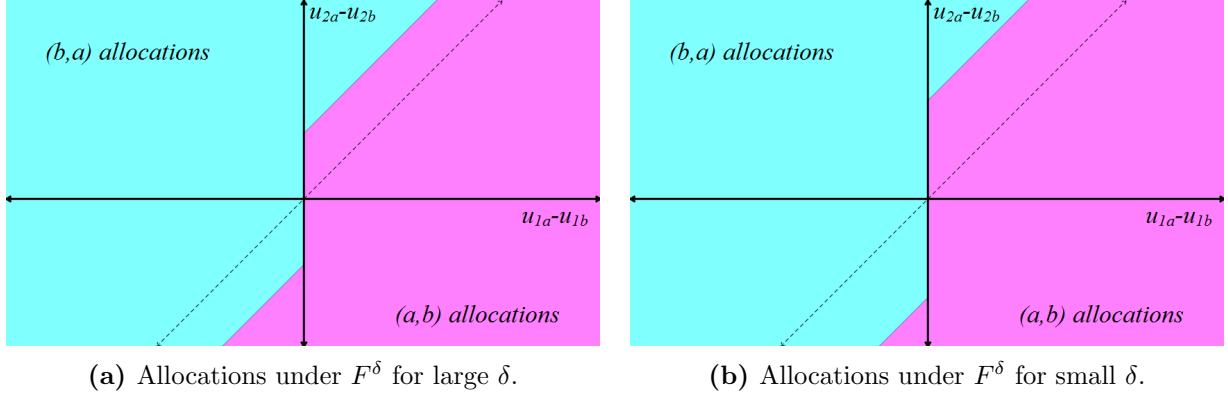 u2a-u2b
(b,a) allocations
u1a-u1b
(a,b) allocations
(a) Allocations under F^δ for large δ.
u2a-u2b
(b,a) allocations
u1a-u1b
(a,b) allocations
(b) Allocations under F^δ for small δ.